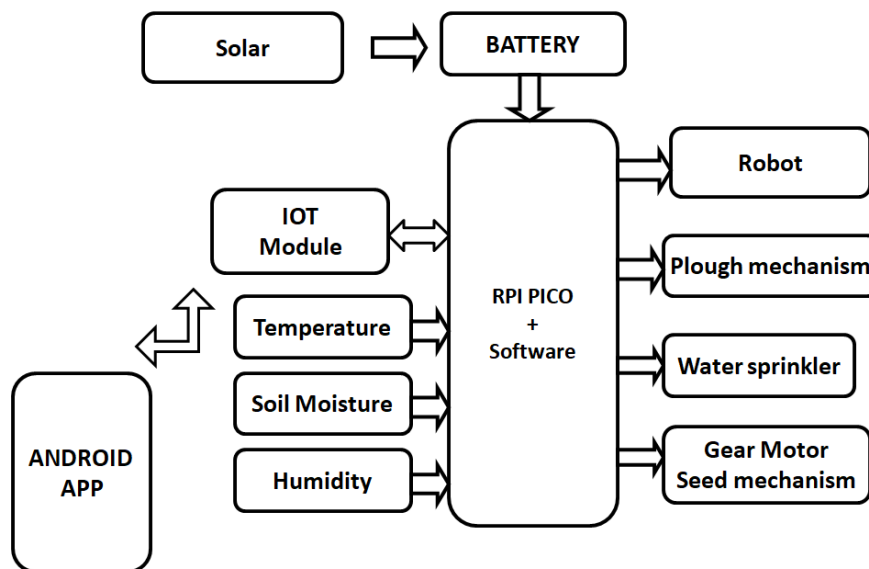 Solar
BATTERY
Robot
IOT
Module
Plough mechanism
RPI PICO
+
Software
Temperature
Water sprinkler
Soil Moisture
ANDROID
APP
Humidity
Gear Motor
Seed mechanism